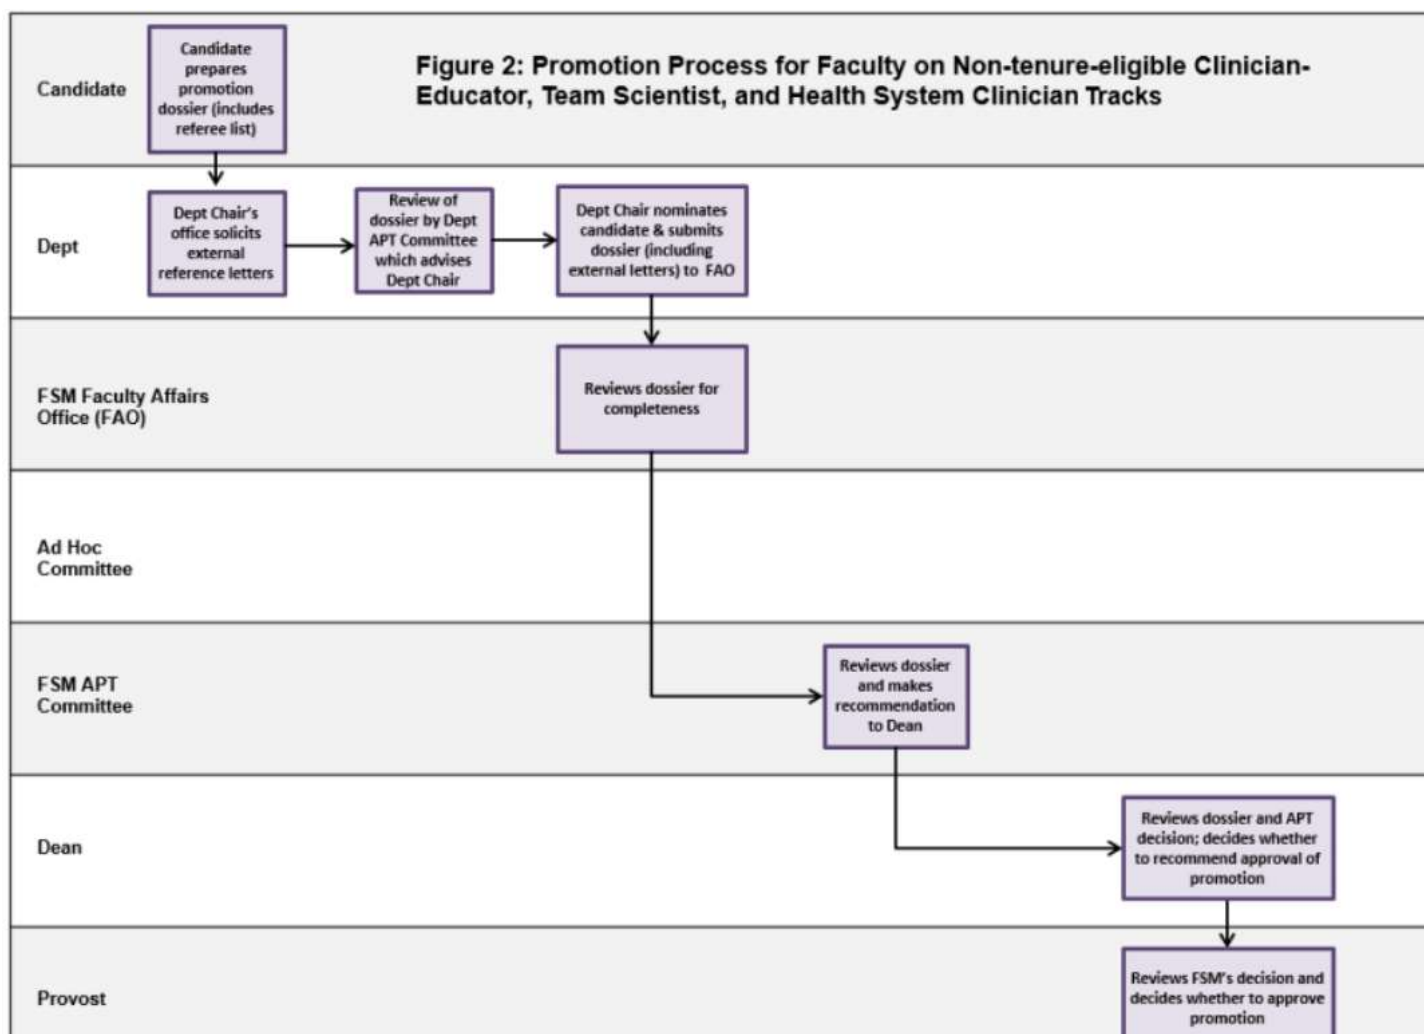 Candidate
Candidate
prepares
promotion
dossier (includes
referee list)
Figure 2: Promotion Process for Faculty on Non-tenure-eligible Clinician-
Educator, Team Scientist, and Health System Clinician Tracks
Dept
Dept Chair's
office solicits
external
reference letters
Review of
dossier by Dept
APT Committee
which advises
Dept Chair
Dept Chair nominates
candidate & submits
dossier (including
external letters) to FAO
FSM Faculty Affairs
Office (FAO)
Reviews dossier for
completeness
Ad Hoc
Committee
FSM APT
Committee
Reviews dossier
and makes
recommendation
to Dean
Dean
Reviews dossier and APT
decision; decides whether
to recommend approval of
promotion
Provost
Reviews FSM's decision and
decides whether to approve
promotion